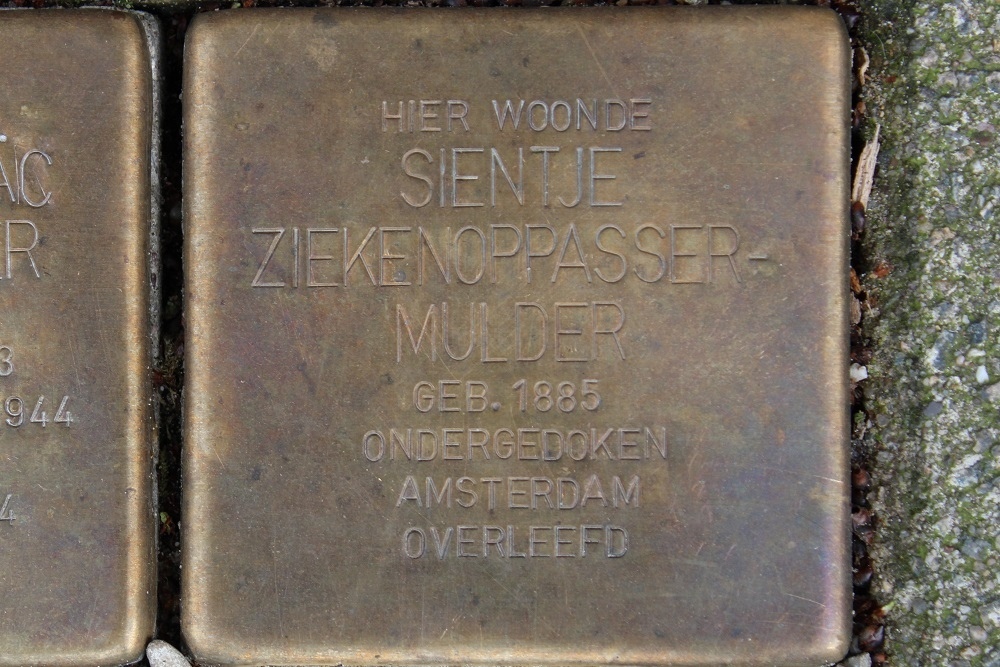 HIER WOONDE
SIENTJE
ZIEKENOPPASSER-
MULDER
GEB. 1885
ONDERGEDOKEN
AMSTERDAM
OVERLEEFD